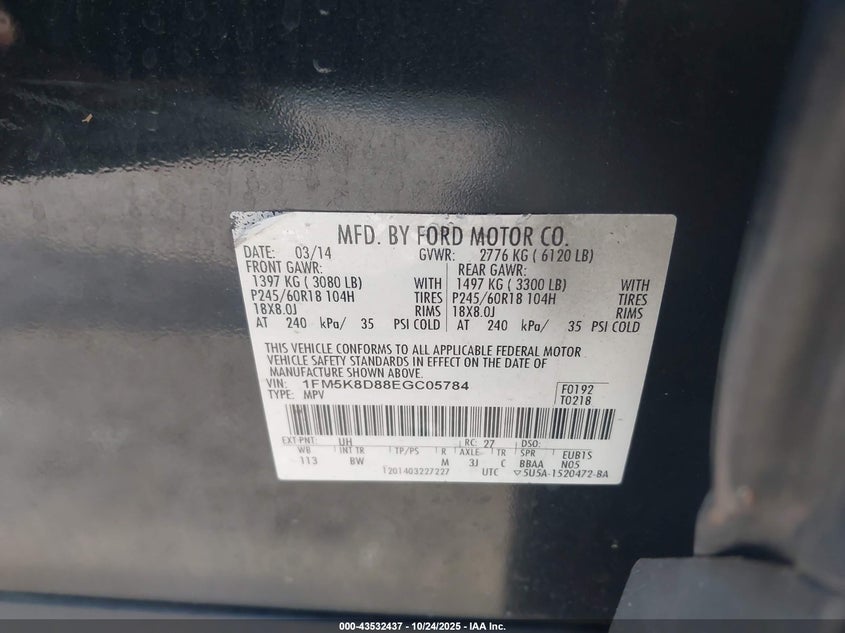 MFD. BY FORD MOTOR CO.
DATE: 03/14 GVWR: 2776 KG ( 6120 LB)
FRONT GAWR: REAR GAWR:
1397 KG ( 3080 LB) WITH 1497 KG ( 3300 LB) WITH
P245/60R18 104H TIRES P245/60R18 104H TIRES
18X8.0J RIMS 18X8.0J RIMS
AT 240 kPa/ 35 PSI COLD AT 240 kPa/ 35 PSI COLD
THIS VEHICLE CONFORMS TO ALL APPLICABLE FEDERAL MOTOR
VEHICLE SAFETY STANDARDS IN EFFECT ON THE DATE OF
MANUFACTURE SHOWN ABOVE.
VIN: 1FM5K8D88EGC05784 F0192
TYPE: MPV T0218
EXT PNT: UH RC: 27 DSO:
WB INT TR TP/PS R AXLE TR SPR EUB1S
113 BW M 3J C BBAA N05
T201403227227 UTC ▽5U5A-1520472-BA
000-43532437 - 10/24/2025 - IAA Inc.